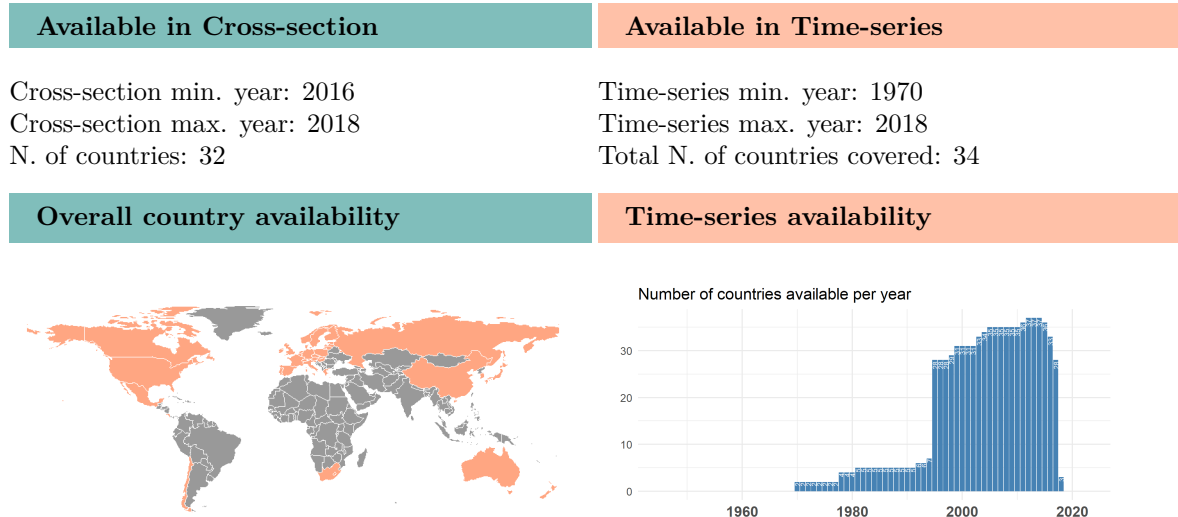 Available in Cross-section
Available in Time-series
Cross-section min. year: 2016
Cross-section max. year: 2018
N. of countries: 32
Time-series min. year: 1970
Time-series max. year: 2018
Total N. of countries covered: 34
Overall country availability
Time-series availability
Number of countries available per year
30
20
10
0
1960
1980
2000
2020